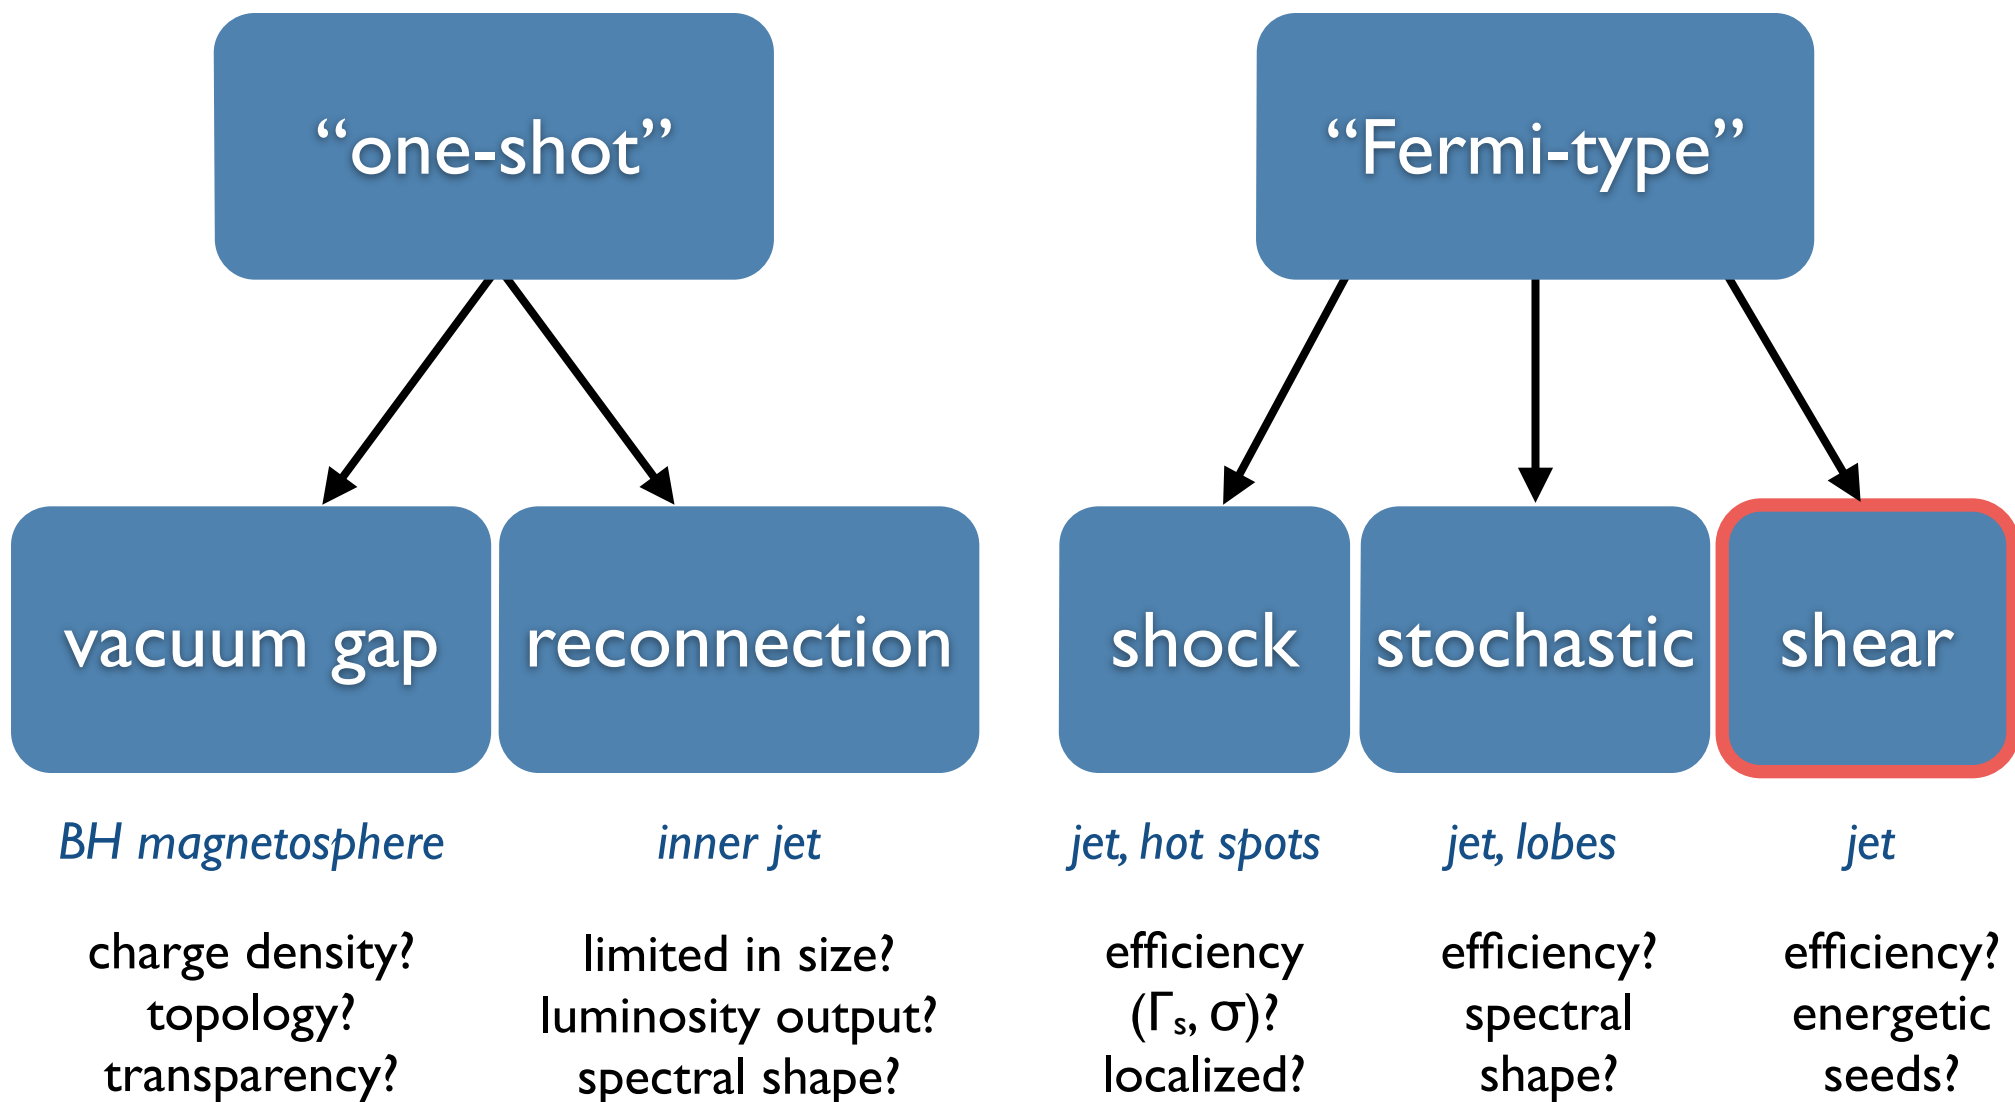 “one-shot”
“Fermi-type”
vacuum gap
reconnection
shock
stochastic
shear
BH magnetosphere
inner jet
jet, hot spots
jet, lobes
jet
charge density?
topology?
transparency?
limited in size?
luminosity output?
spectral shape?
efficiency
(Γₛ, σ)?
localized?
efficiency?
spectral
shape?
efficiency?
energetic
seeds?